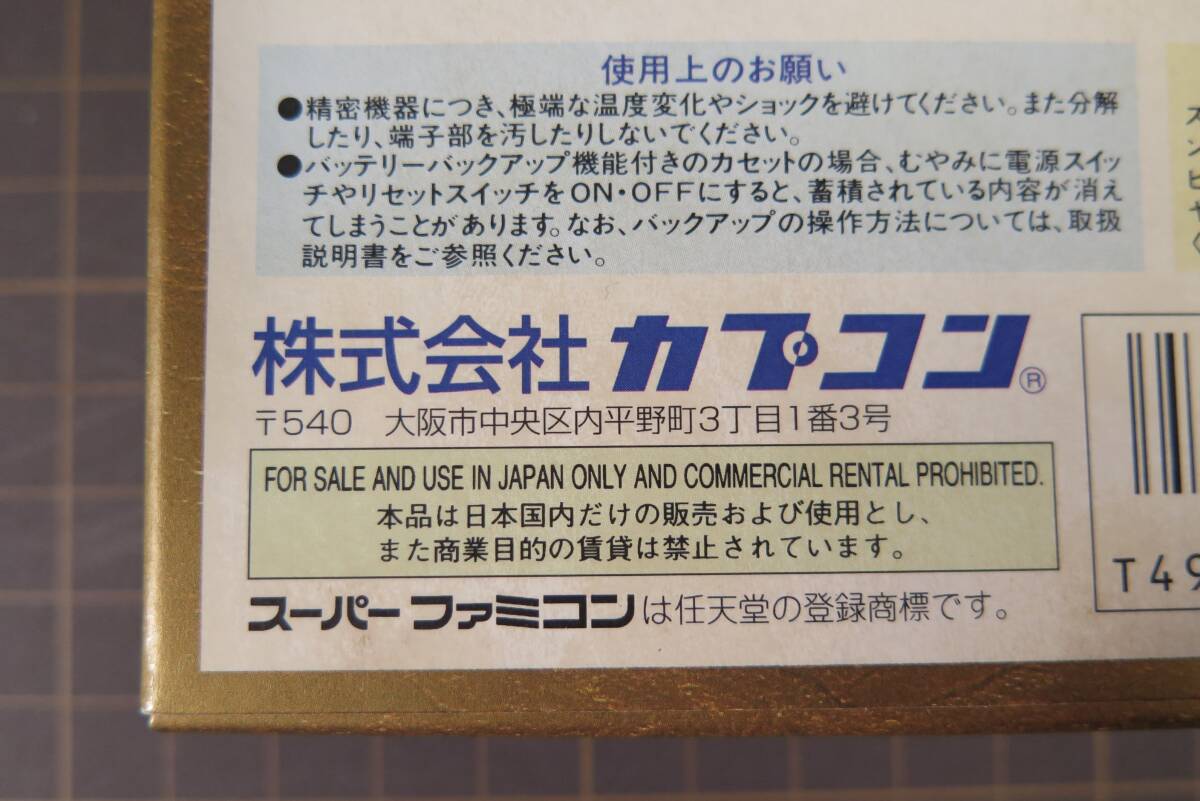 使用上のお願い
●精密機器につき、極端な温度変化やショックを避けてください。また分解
したり、端子部を汚したりしないでください。
●バッテリーバックアップ機能付きのカセットの場合、むやみに電源スイッ
チやリセットスイッチをON・OFFにすると、蓄積されている内容が消え
てしまうことがあります。なお、バックアップの操作方法については、取扱
説明書をご参照ください。
株式会社 カプコン®
〒540 大阪市中央区内平野町3丁目1番3号
FOR SALE AND USE IN JAPAN ONLY AND COMMERCIAL RENTAL PROHIBITED.
本品は日本国内だけの販売および使用とし、
また商業目的の賃貸は禁止されています。
スーパーファミコンは任天堂の登録商標です。
T49